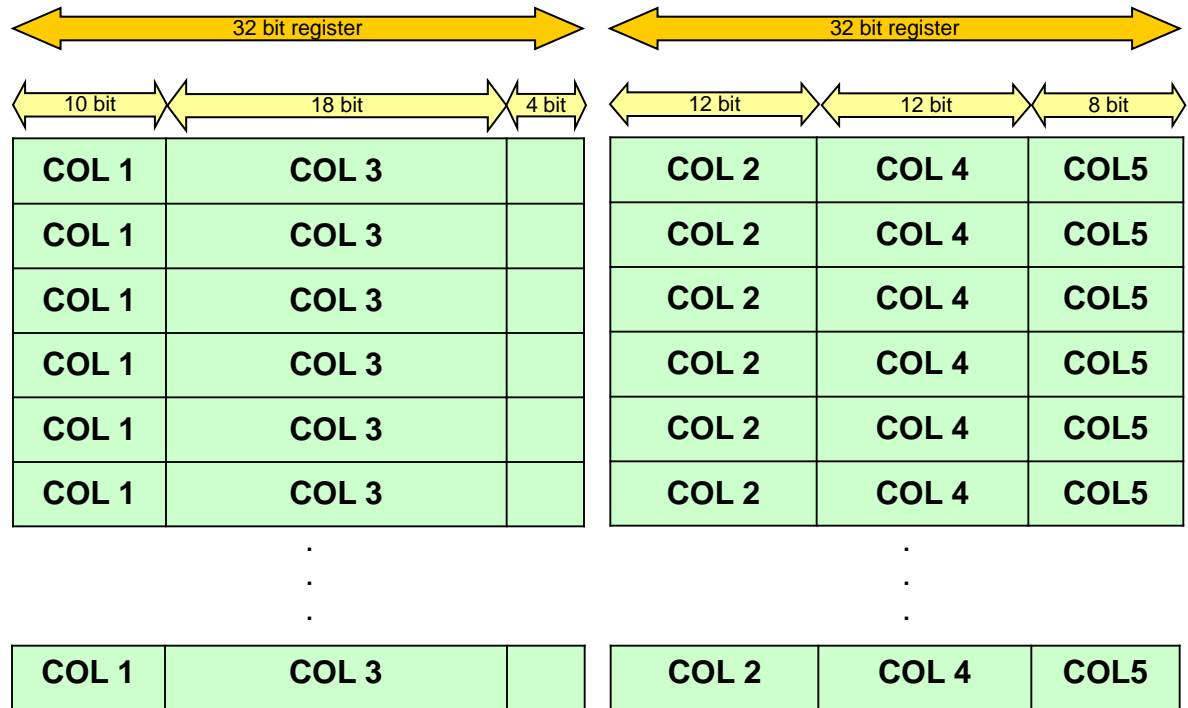 32 bit register 32 bit register
10 bit 18 bit 4 bit 12 bit 12 bit 8 bit
COL 1 COL 3 COL 2 COL 4 COL5
COL 1 COL 3 COL 2 COL 4 COL5
COL 1 COL 3 COL 2 COL 4 COL5
COL 1 COL 3 COL 2 COL 4 COL5
COL 1 COL 3 COL 2 COL 4 COL5
COL 1 COL 3 COL 2 COL 4 COL5
. .
. .
. .
COL 1 COL 3 COL 2 COL 4 COL5